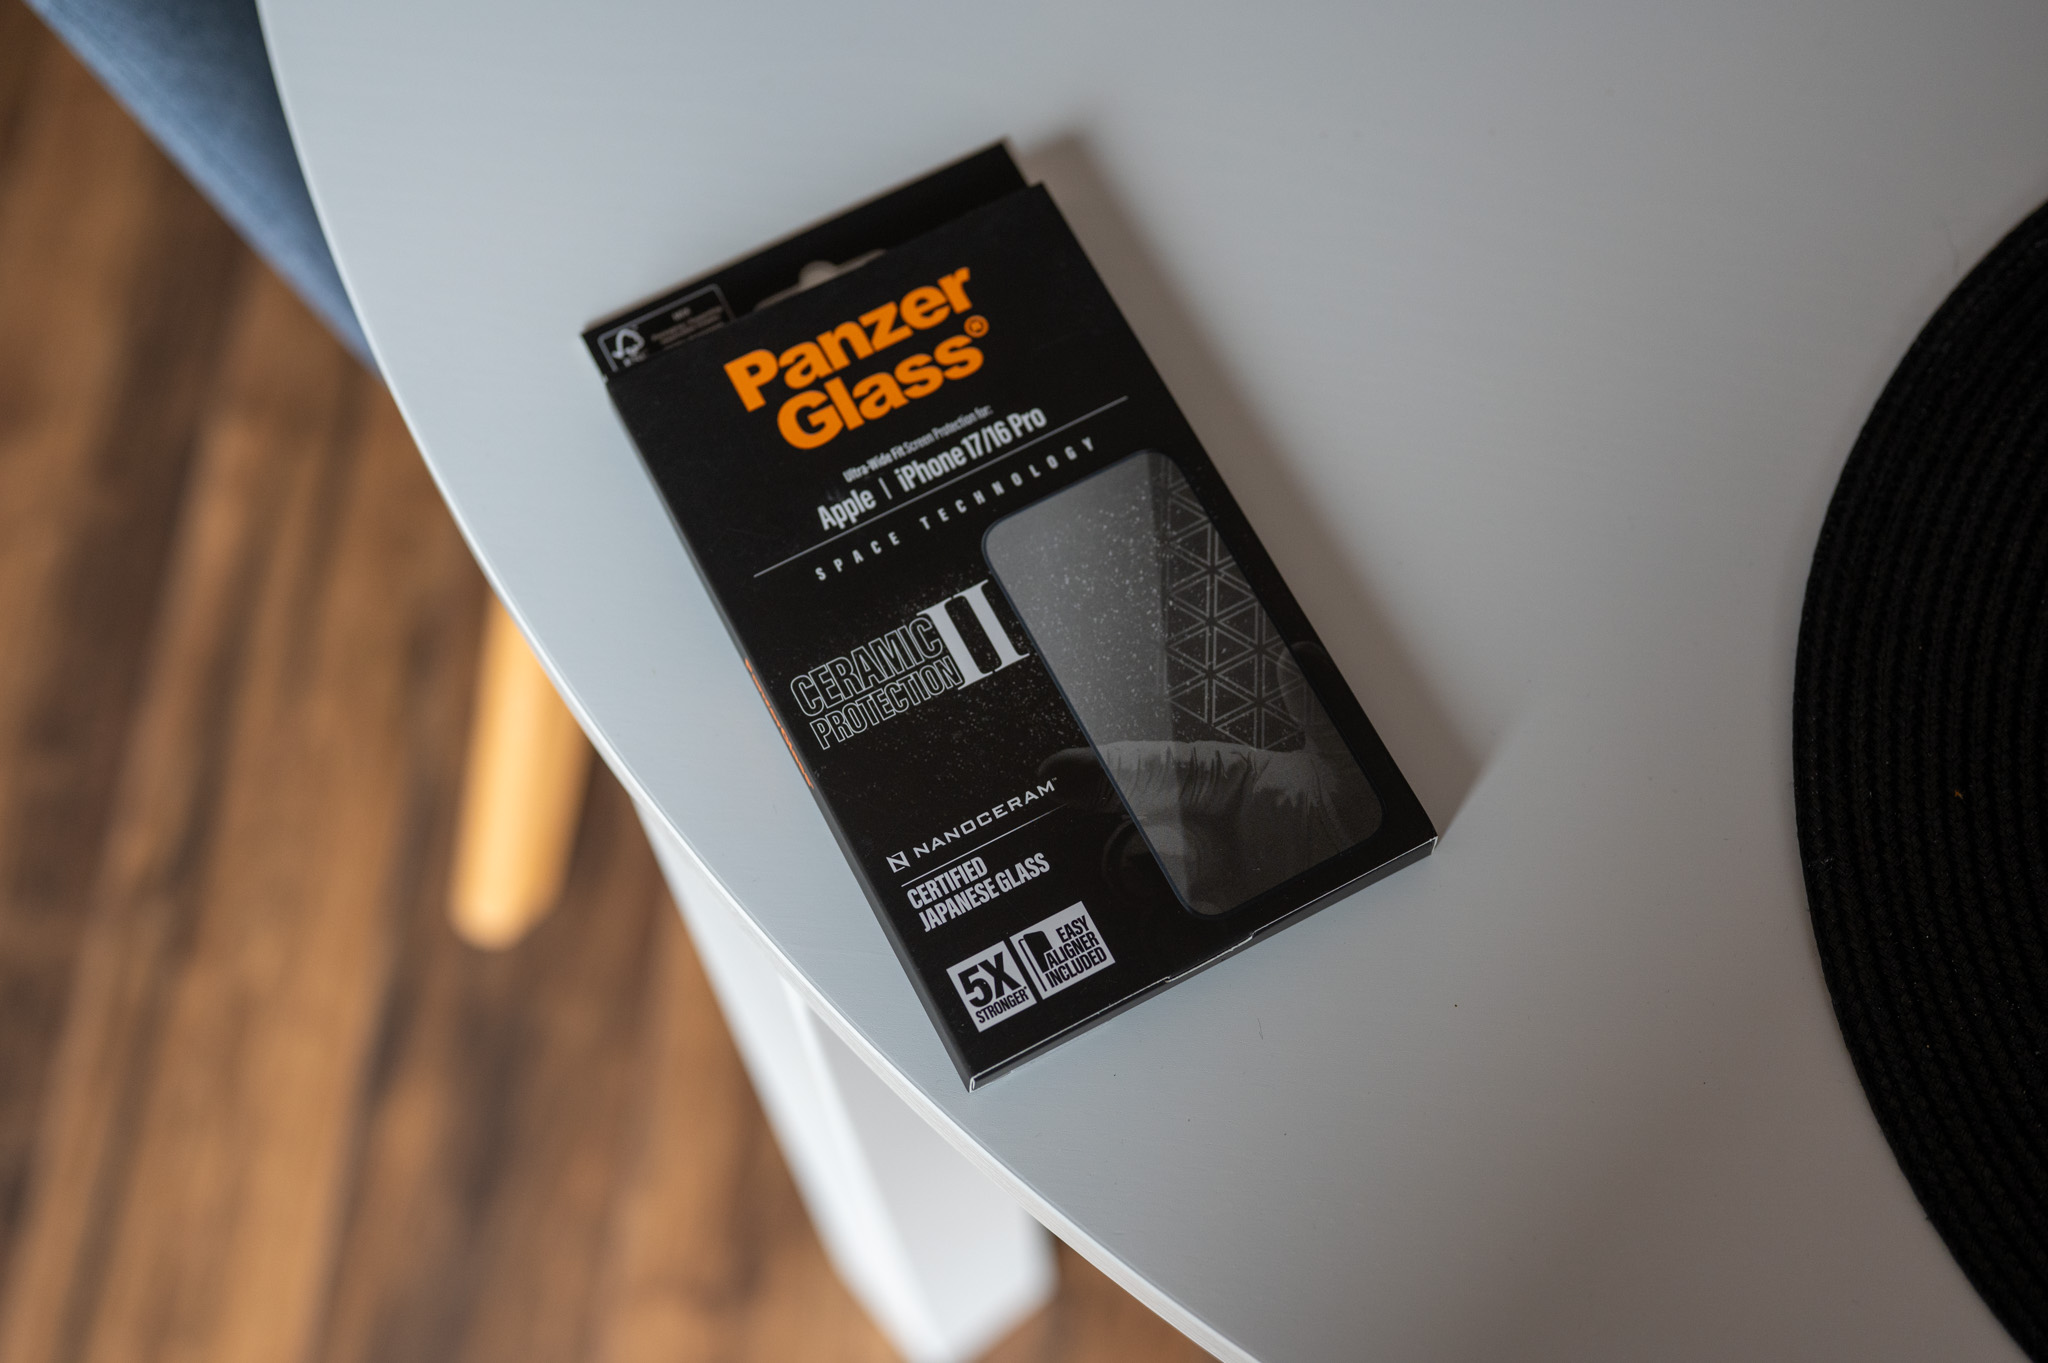 Panzer
Glass®
Ultra-Wide Fit Screen Protection for:
Apple | iPhone 17/16 Pro
SPACE TECHNOLOGY
CERAMIC II
PROTECTION
NANOCERAM™
CERTIFIED
JAPANESE GLASS
5X
STRONGER*
EASY
ALIGNER
INCLUDED